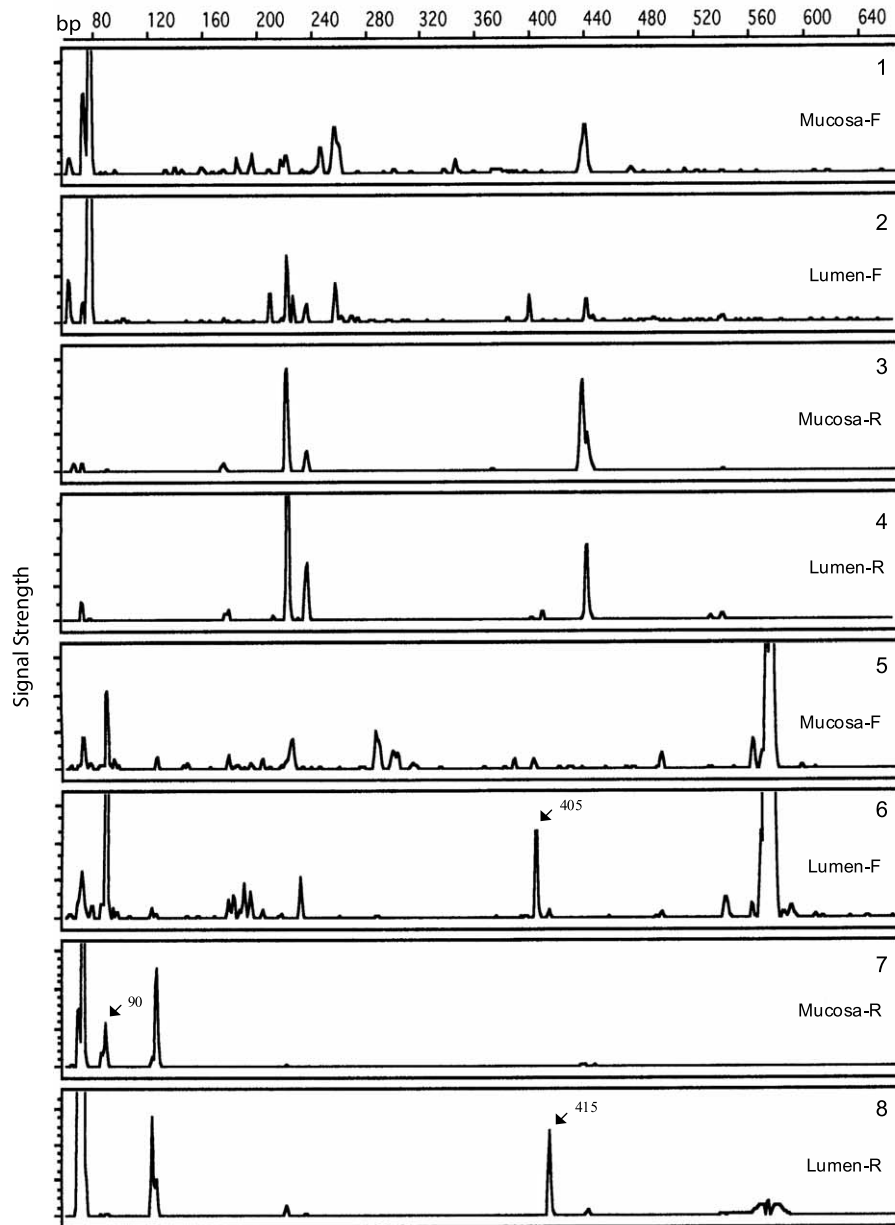 bp 80 120 160 200 240 280 320 360 400 440 480 520 560 600 640
1
Mucosa-F
2
Lumen-F
3
Mucosa-R
4
Lumen-R
Signal Strength
5
Mucosa-F
6
405
Lumen-F
7
90
Mucosa-R
8
415
Lumen-R